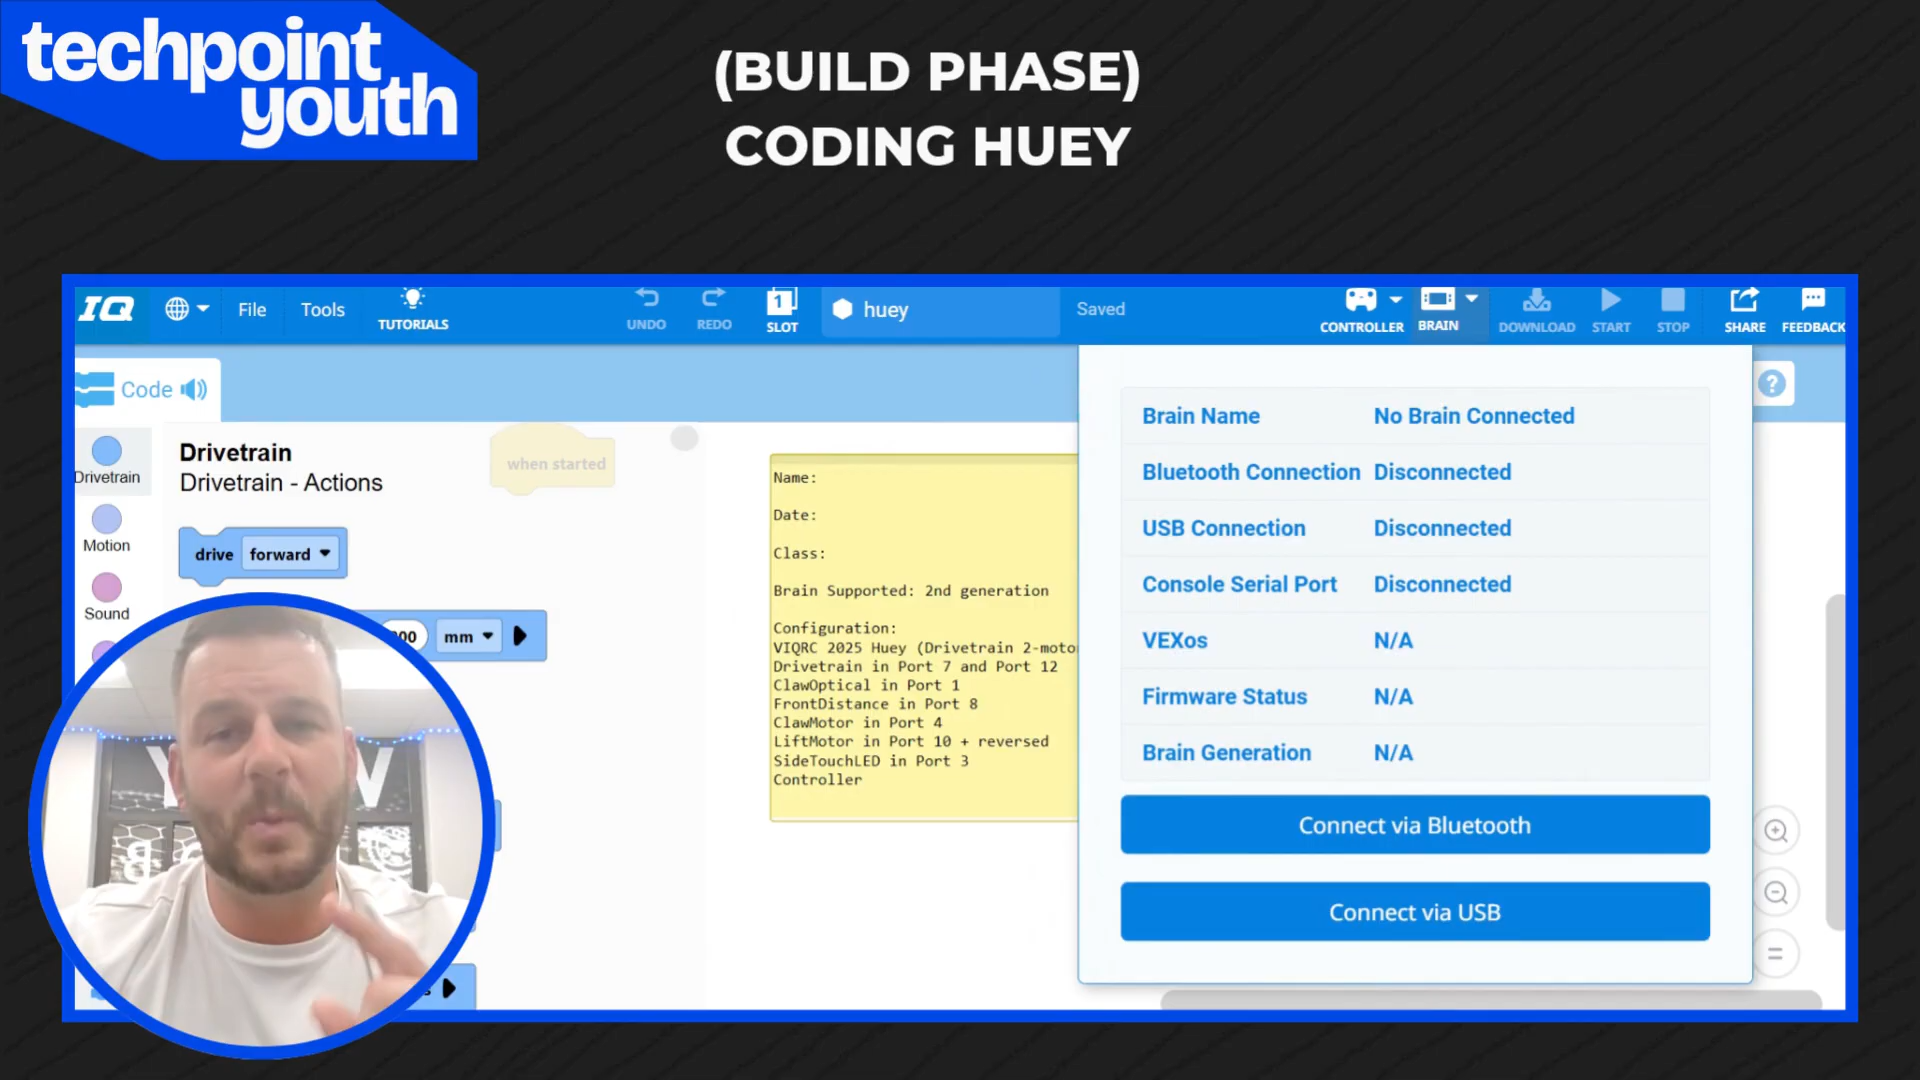 techpoint
youth
(BUILD PHASE)
CODING HUEY
IQ
File
Tools
TUTORIALS
UNDO
REDO
1
SLOT
huey
Saved
CONTROLLER
BRAIN
DOWNLOAD
START
STOP
SHARE
FEEDBACK
Code
?
Drivetrain
Motion
Sound
Drivetrain
Drivetrain - Actions
when started
drive forward
mm
Name:
Date:
Class:
Brain Supported: 2nd generation
Configuration:
VIQRC 2025 Huey (Drivetrain 2-moto
Drivetrain in Port 7 and Port 12
ClawOptical in Port 1
FrontDistance in Port 8
ClawMotor in Port 4
LiftMotor in Port 10 + reversed
SideTouchLED in Port 3
Controller
Brain Name No Brain Connected
Bluetooth Connection Disconnected
USB Connection Disconnected
Console Serial Port Disconnected
VEXos N/A
Firmware Status N/A
Brain Generation N/A
Connect via Bluetooth
Connect via USB